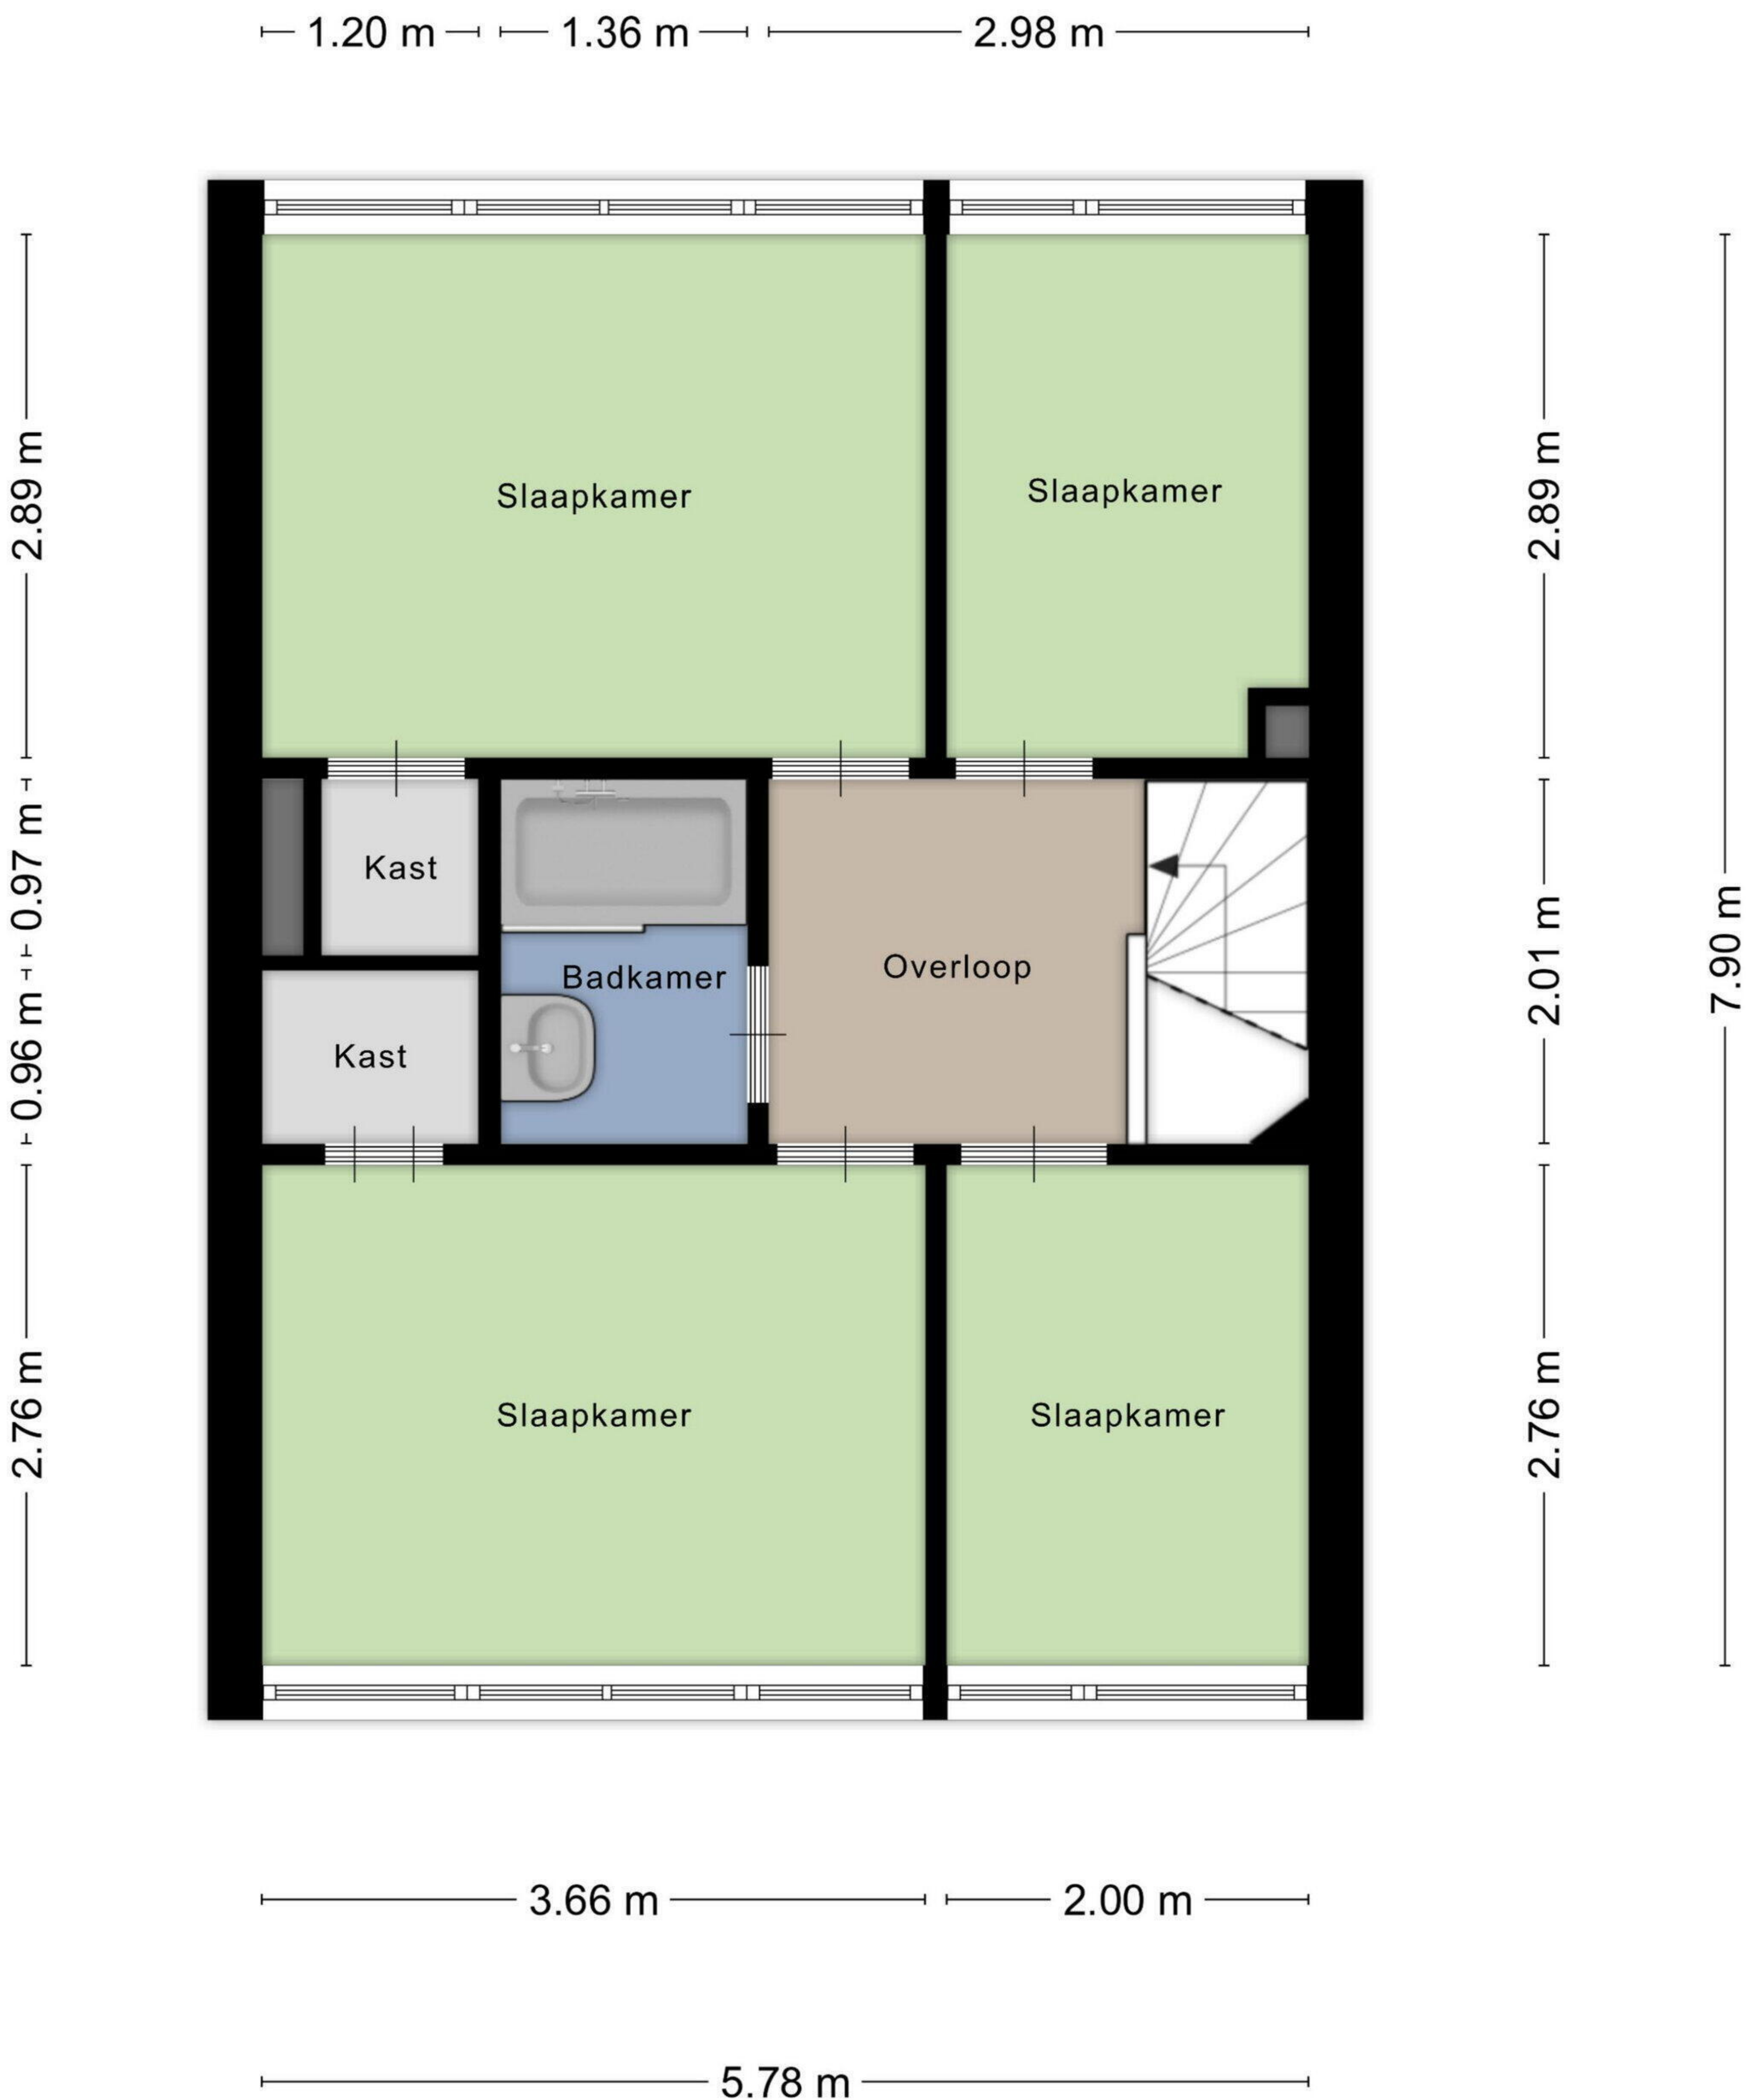 1.20 m
1.36 m
2.98 m
2.89 m
2.89 m
Slaapkamer
Slaapkamer
0.97 m
Kast
7.90 m
2.01 m
Overloop
Badkamer
0.96 m
Kast
2.76 m
2.76 m
Slaapkamer
Slaapkamer
3.66 m
2.00 m
5.78 m